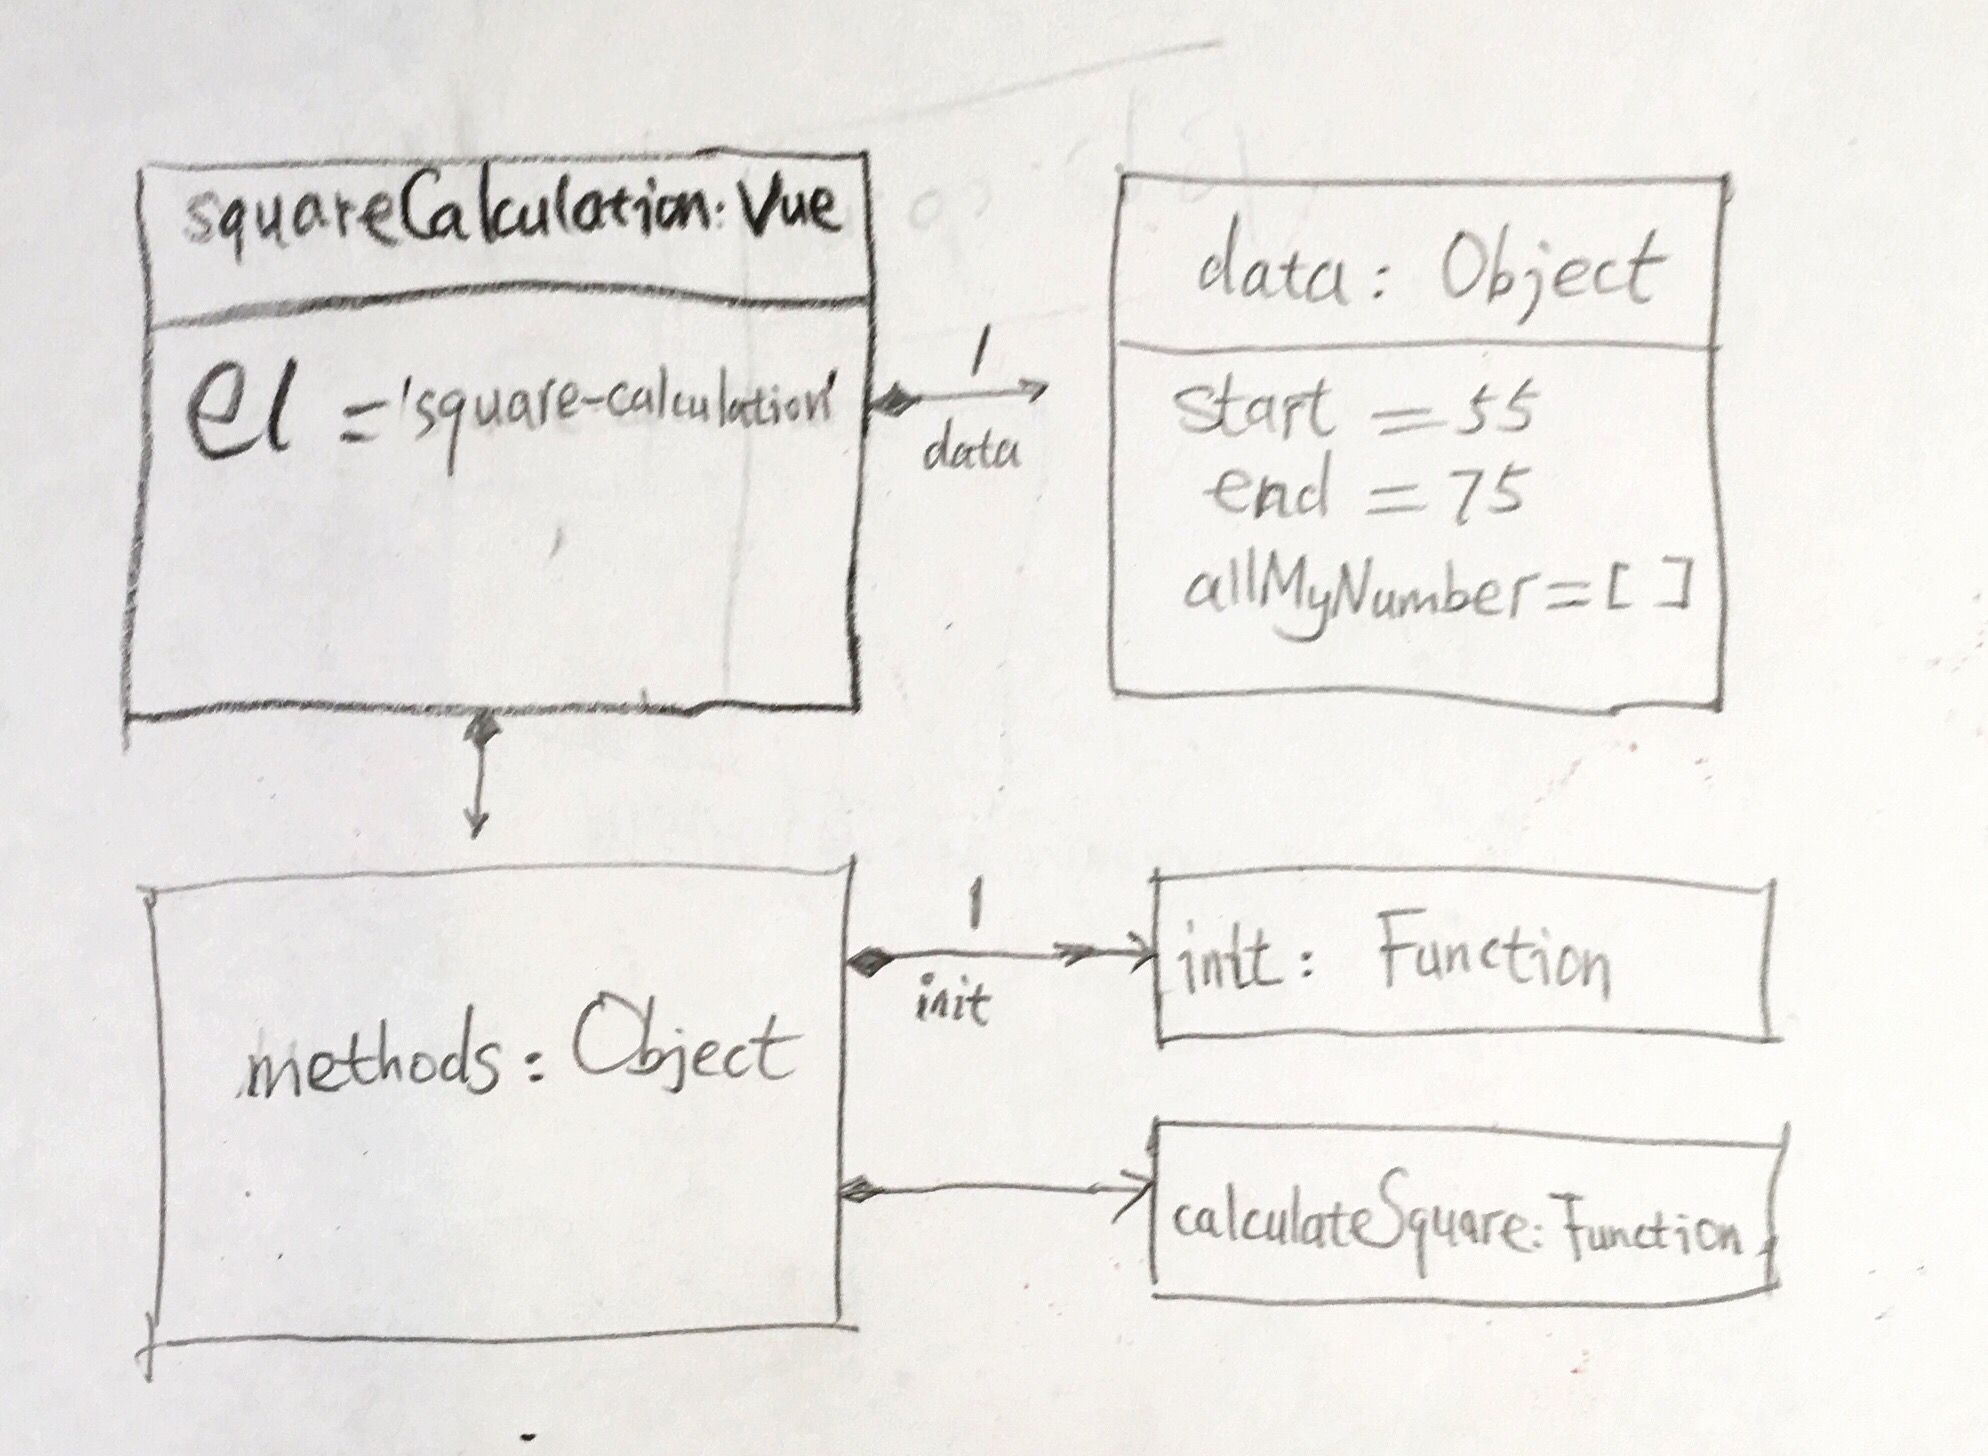 squareCalculation: Vue
el = 'square-calculation'
1
data
data: Object
start = 55
end = 75
allMyNumber = [ ]
methods: Object
1
init
init: Function
calculateSquare: Function